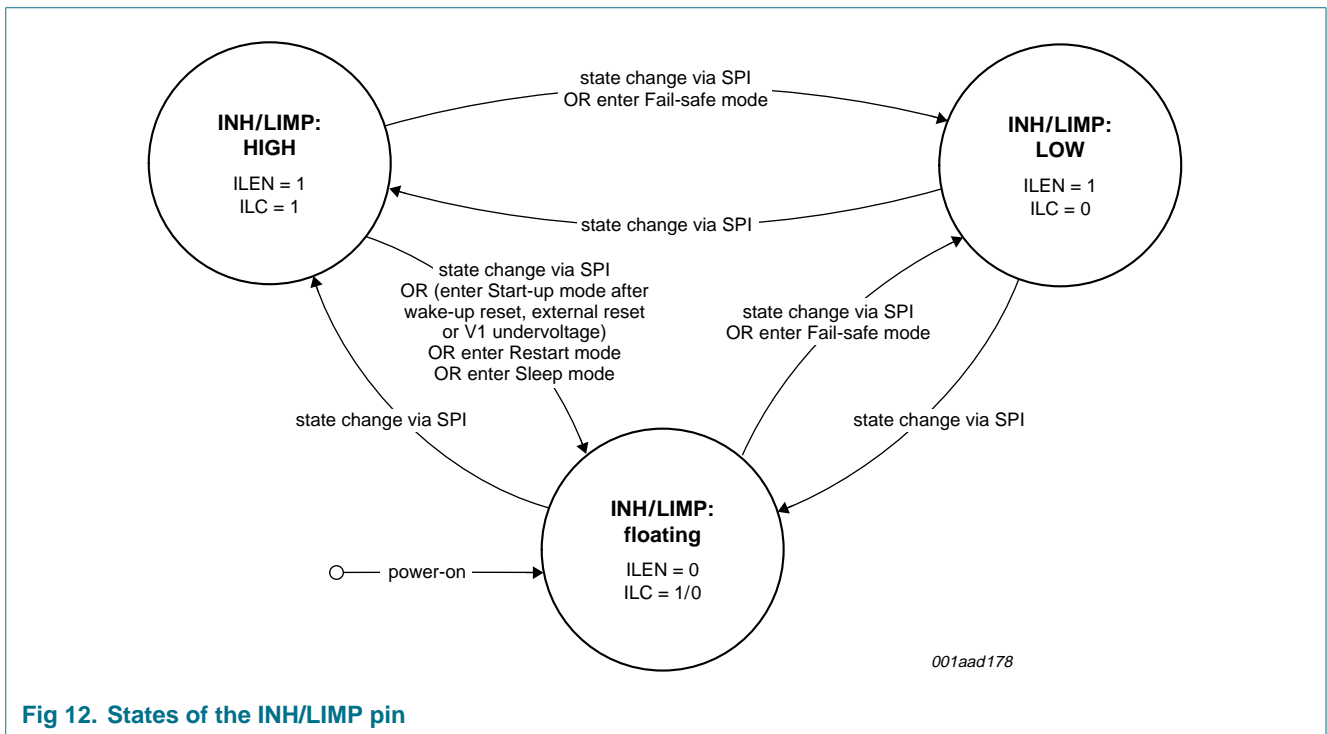 state change via SPI
OR enter Fail-safe mode
INH/LIMP:
HIGH
ILEN = 1
ILC = 1
INH/LIMP:
LOW
ILEN = 1
ILC = 0
state change via SPI
state change via SPI
OR (enter Start-up mode after
wake-up reset, external reset
or V1 undervoltage)
OR enter Restart mode
OR enter Sleep mode
state change via SPI
OR enter Fail-safe mode
state change via SPI
state change via SPI
INH/LIMP:
floating
ILEN = 0
ILC = 1/0
power-on
001aad178
Fig 12. States of the INH/LIMP pin